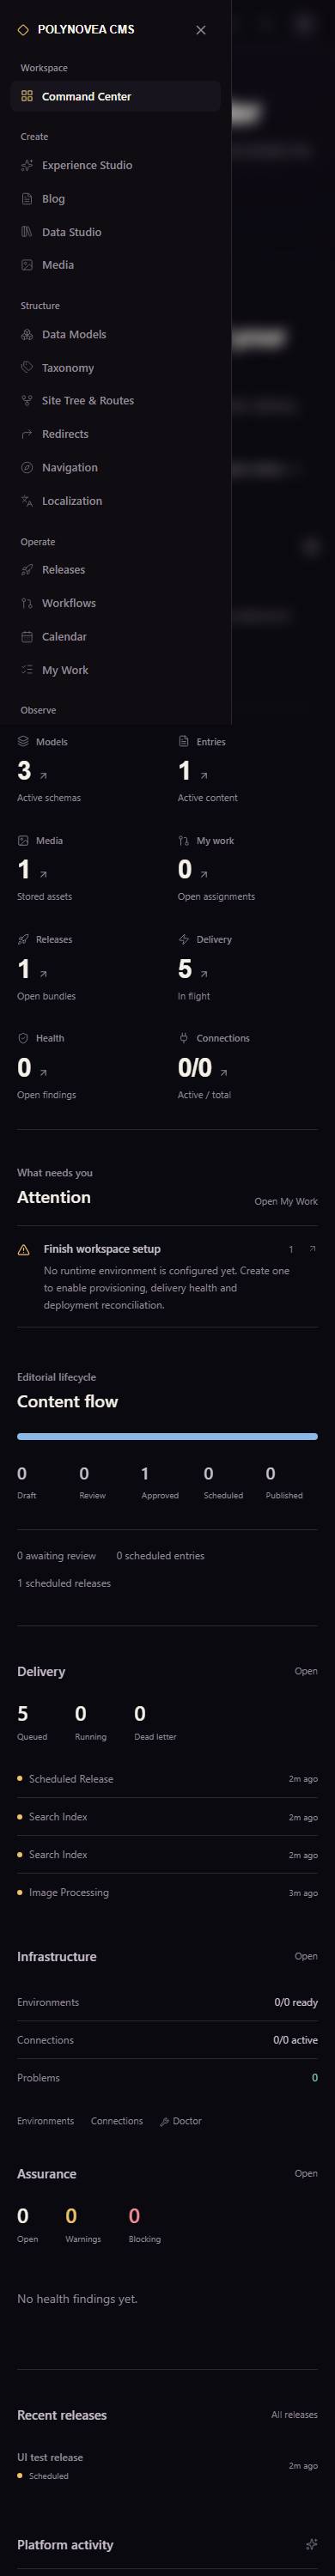 POLYNOVEA CMS
Workspace
Command Center
Create
Experience Studio
Blog
Data Studio
Media
Structure
Data Models
Taxonomy
Site Tree & Routes
Redirects
Navigation
Localization
Operate
Releases
Workflows
Calendar
My Work
Observe
Models Entries
3 1
Active schemas Active content
Media My work
1 0
Stored assets Open assignments
Releases Delivery
1 5
Open bundles In flight
Health Connections
0 0/0
Open findings Active / total
What needs you
Attention Open My Work
Finish workspace setup 1
No runtime environment is configured yet. Create one
to enable provisioning, delivery health and
deployment reconciliation.
Editorial lifecycle
Content flow
0 0 1 0 0
Draft Review Approved Scheduled Published
0 awaiting review 0 scheduled entries
1 scheduled releases
Delivery Open
5 0 0
Queued Running Dead letter
Scheduled Release 2m ago
Search Index 2m ago
Search Index 2m ago
Image Processing 3m ago
Infrastructure Open
Environments 0/0 ready
Connections 0/0 active
Problems 0
Environments Connections Doctor
Assurance Open
0 0 0
Open Warnings Blocking
No health findings yet.
Recent releases All releases
UI test release 2m ago
Scheduled
Platform activity